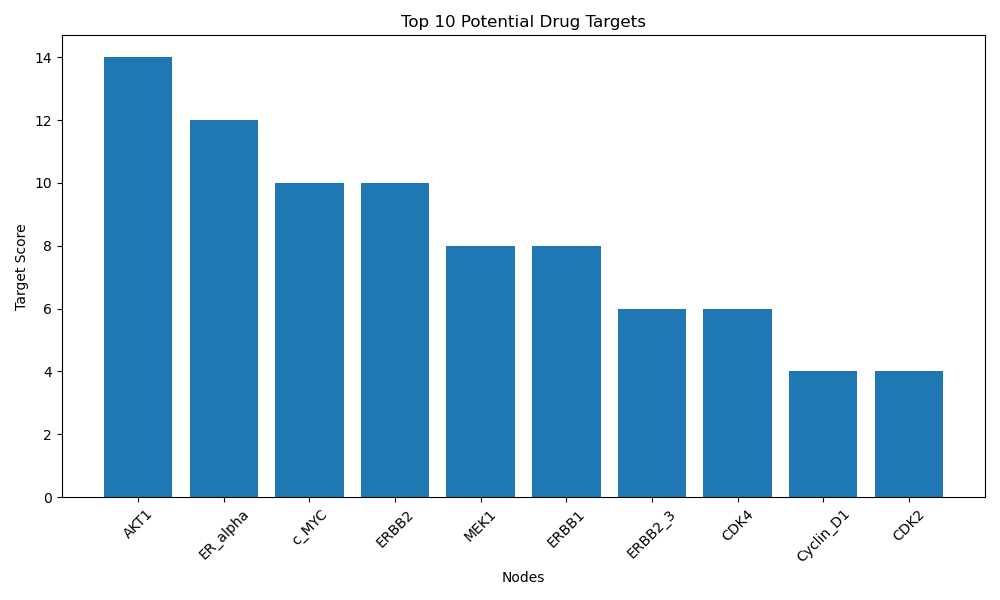 Top 10 Potential Drug Targets
Target Score
14
12
10
8
6
4
2
0
AKT1
ER_alpha
c_MYC
ERBB2
MEK1
ERBB1
ERBB2_3
CDK4
Cyclin_D1
CDK2
Nodes